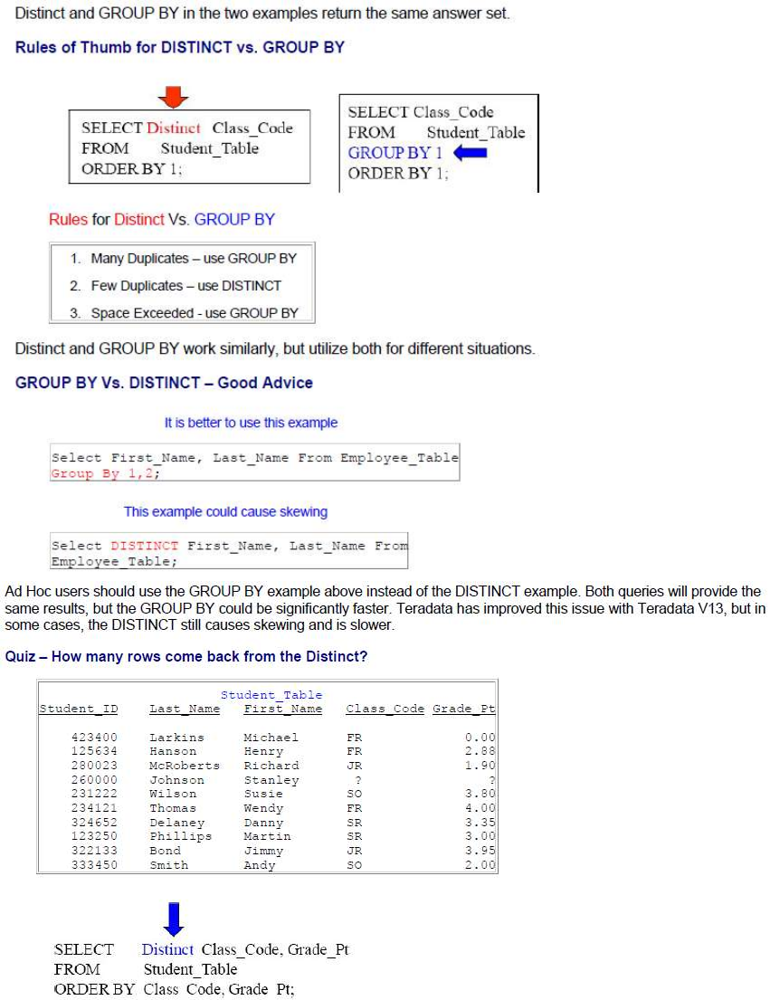 Distinct and GROUP BY in the two examples return the same answer set.
Rules of Thumb for DISTINCT vs. GROUP BY
SELECT Distinct Class_Code
FROM Student_Table
ORDER BY 1;
SELECT Class_Code
FROM Student_Table
GROUP BY 1
ORDER BY 1;
Rules for Distinct Vs. GROUP BY
1. Many Duplicates – use GROUP BY
2. Few Duplicates – use DISTINCT
3. Space Exceeded - use GROUP BY
Distinct and GROUP BY work similarly, but utilize both for different situations.
GROUP BY Vs. DISTINCT – Good Advice
It is better to use this example
Select First_Name, Last_Name From Employee_Table
Group By 1,2;
This example could cause skewing
Select DISTINCT First_Name, Last_Name From
Employee_Table;
Ad Hoc users should use the GROUP BY example above instead of the DISTINCT example. Both queries will provide the
same results, but the GROUP BY could be significantly faster. Teradata has improved this issue with Teradata V13, but in
some cases, the DISTINCT still causes skewing and is slower.
Quiz – How many rows come back from the Distinct?
Student_Table
Student_ID Last_Name First_Name Class_Code Grade_Pt
423400 Larkins Michael FR 0.00
125634 Hanson Henry FR 2.88
280023 McRoberts Richard JR 1.90
260000 Johnson Stanley ? ?
231222 Wilson Susie SO 3.80
234121 Thomas Wendy FR 4.00
324652 Delaney Danny SR 3.35
123250 Phillips Martin SR 3.00
322133 Bond Jimmy JR 3.95
333450 Smith Andy SO 2.00
SELECT Distinct Class_Code, Grade_Pt
FROM Student_Table
ORDER BY Class_Code, Grade_Pt;